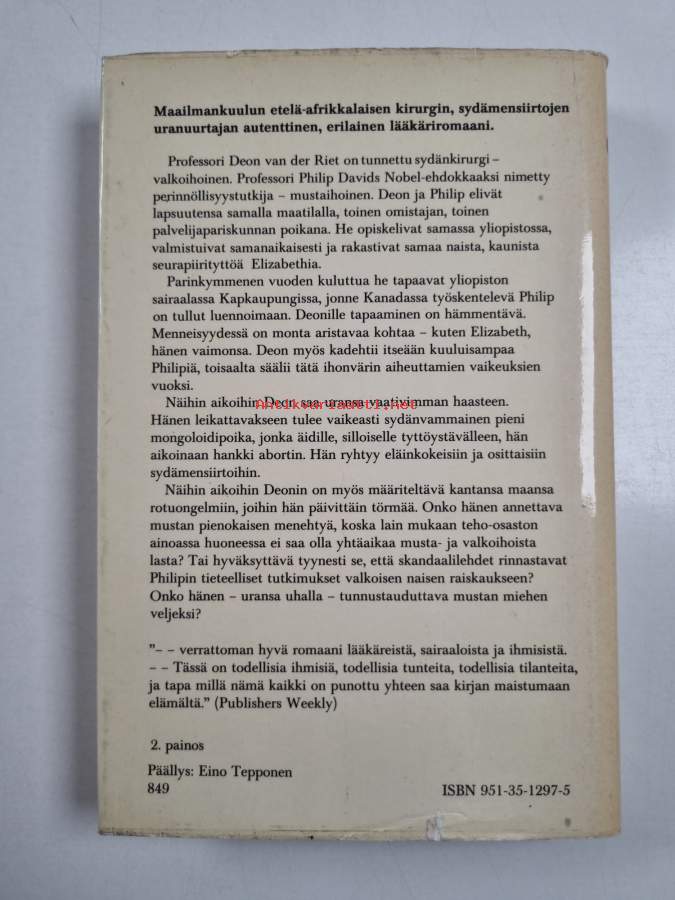 Maailmankuulun etelä-afrikkalaisen kirurgin, sydämensiirtojen
uranuurtajan autenttinen, erilainen lääkäriromaani.
Professori Deon van der Riet on tunnettu sydänkirurgi –
valkoihoinen. Professori Philip Davids Nobel-ehdokkaaksi nimetty
perinnöllisyystutkija – mustaihoinen. Deon ja Philip elivät
lapsuutensa samalla maatilalla, toinen omistajan, toinen
palvelijapariskunnan poikana. He opiskelivat samassa yliopistossa,
valmistuivat samanaikaisesti ja rakastivat samaa naista, kaunista
seurapiirityttöä Elizabethia.
Parinkymmenen vuoden kuluttua he tapaavat yliopiston
sairaalassa Kapkaupungissa, jonne Kanadassa työskentelevä Philip
on tullut luennoimaan. Deonille tapaaminen on hämmentävä.
Menneisyydessä on monta aristavaa kohtaa – kuten Elizabeth,
hänen vaimonsa. Deon myös kadehtii itseään kuuluisampaa
Philipiä, toisaalta säälii tätä ihonvärin aiheuttamien vaikeuksien
vuoksi.
Näihin aikoihin Deon saa uransa vaativimman haasteen.
Antikvariaatti.net
Hänen leikattavakseen tulee vaikeasti sydänvammainen pieni
mongoloidipoika, jonka äidille, silloiselle tyttöystävälleen, hän
aikoinaan hankki abortin. Hän ryhtyy eläinkokeisiin ja osittaisiin
sydämensiirtoihin.
Näihin aikoihin Deonin on myös määriteltävä kantansa maansa
rotuongelmiin, joihin hän päivittäin törmää. Onko hänen annettava
mustan pienokaisen menehtyä, koska lain mukaan teho-osaston
ainoassa huoneessa ei saa olla yhtäaikaa musta- ja valkoihoista
lasta? Tai hyväksyttävä tyynesti se, että skandaalilehdet rinnastavat
Philipin tieteelliset tutkimukset valkoisen naisen raiskaukseen?
Onko hänen – uransa uhalla – tunnustauduttava mustan miehen
veljeksi?
"– – verrattoman hyvä romaani lääkäreistä, sairaaloista ja ihmisistä.
– – Tässä on todellisia ihmisiä, todellisia tunteita, todellisia tilanteita,
ja tapa millä nämä kaikki on punottu yhteen saa kirjan maistumaan
elämältä." (Publishers Weekly)
2. painos
Päällys: Eino Tepponen
849 ISBN 951-35-1297-5